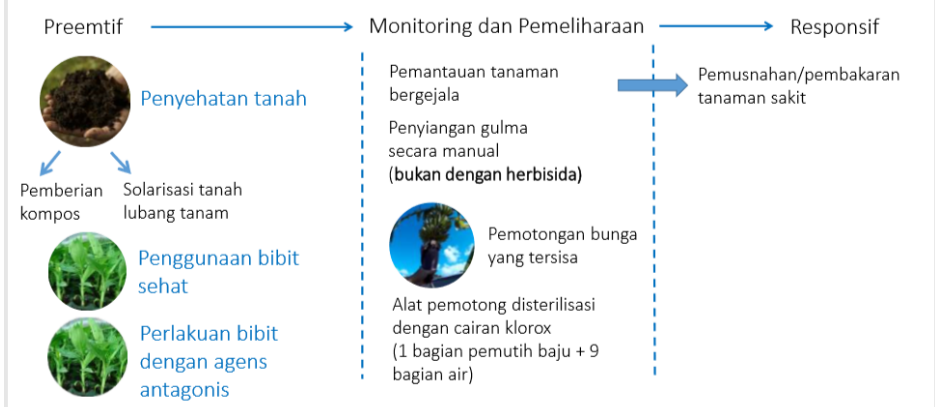 Preemtif
Monitoring dan Pemeliharaan
Responsif
Penyehatan tanah
Pemberian
kompos
Solarisasi tanah
lubang tanam
Penggunaan bibit
sehat
Perlakuan bibit
dengan agens
antagonis
Pemantauan tanaman
bergejala
Penyiangan gulma
secara manual
(bukan dengan herbisida)
Pemotongan bunga
yang tersisa
Alat pemotong disterilisasi
dengan cairan klorox
(1 bagian pemutih baju + 9
bagian air)
Pemusnahan/pembakaran
tanaman sakit